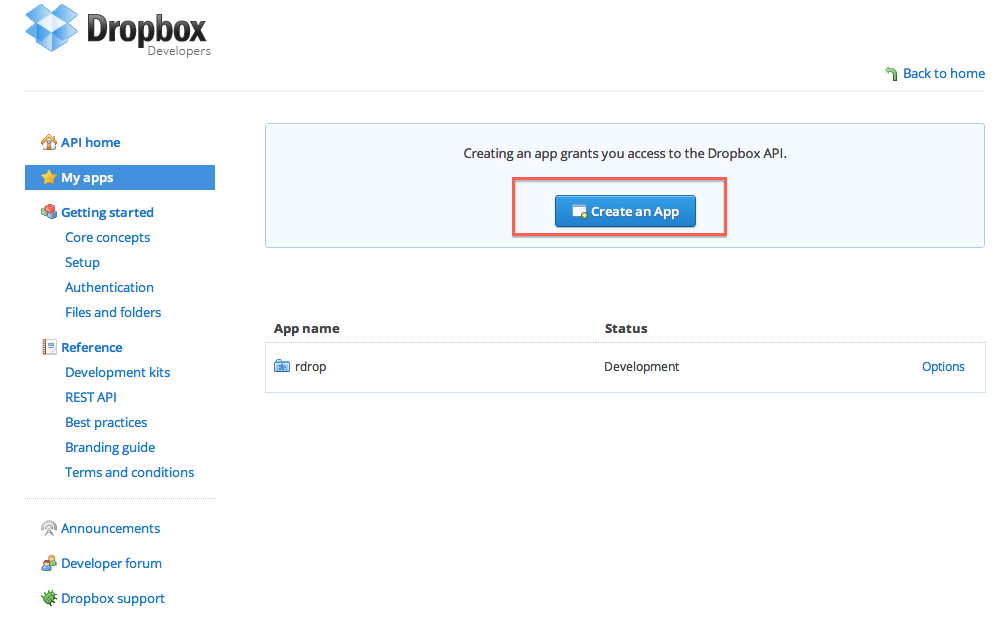 Dropbox
Developers
Back to home
API home
My apps
Getting started
Core concepts
Setup
Authentication
Files and folders
Reference
Development kits
REST API
Best practices
Branding guide
Terms and conditions
Announcements
Developer forum
Dropbox support
Creating an app grants you access to the Dropbox API.
Create an App
App name Status
rdrop Development Options